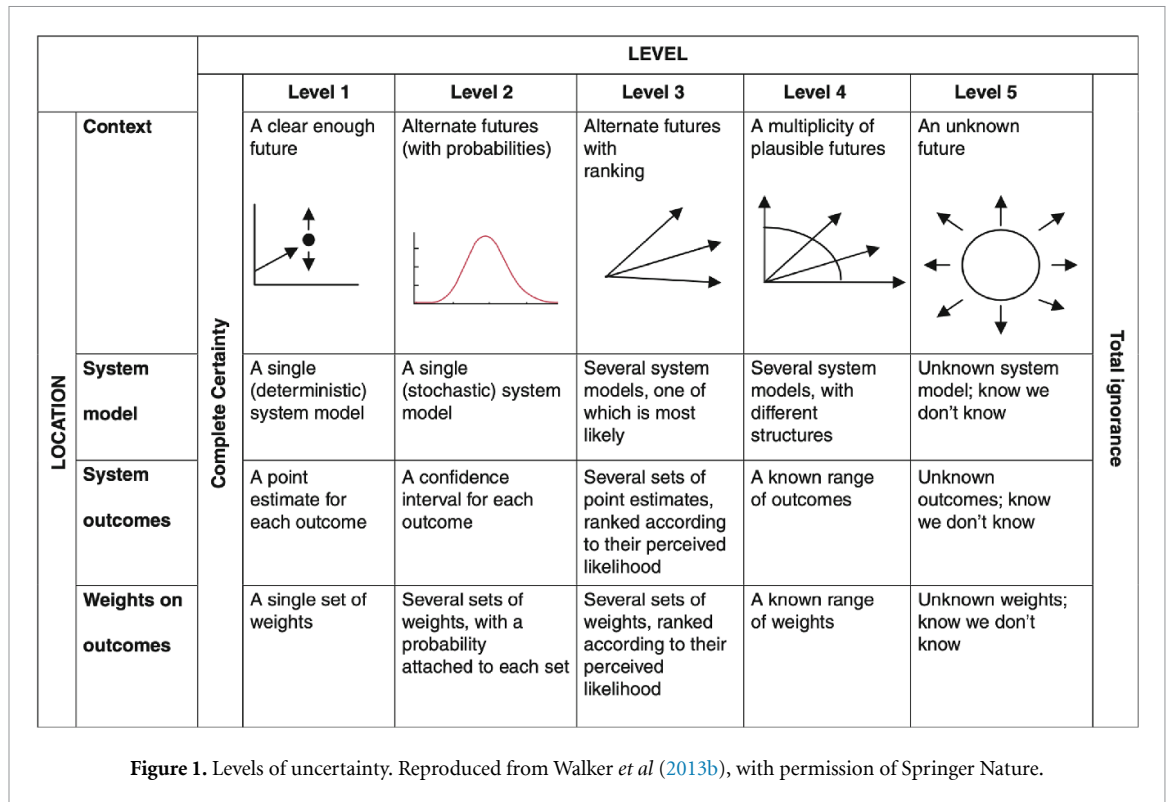 LEVEL
Level 1
Level 2
Level 3
Level 4
Level 5
LOCATION
Complete Certainty
Total ignorance
Context
A clear enough
future
Alternate futures
(with probabilities)
Alternate futures
with
ranking
A multiplicity of
plausible futures
An unknown
future
System
model
A single
(deterministic)
system model
A single
(stochastic) system
model
Several system
models, one of
which is most
likely
Several system
models, with
different
structures
Unknown system
model; know we
don’t know
System
outcomes
A point
estimate for
each outcome
A confidence
interval for each
outcome
Several sets of
point estimates,
ranked according
to their perceived
likelihood
A known range
of outcomes
Unknown
outcomes; know
we don’t know
Weights on
outcomes
A single set of
weights
Several sets of
weights, with a
probability
attached to each set
Several sets of
weights, ranked
according to their
perceived
likelihood
A known range
of weights
Unknown weights;
know we don’t
know
Figure 1. Levels of uncertainty. Reproduced from Walker et al (2013b), with permission of Springer Nature.